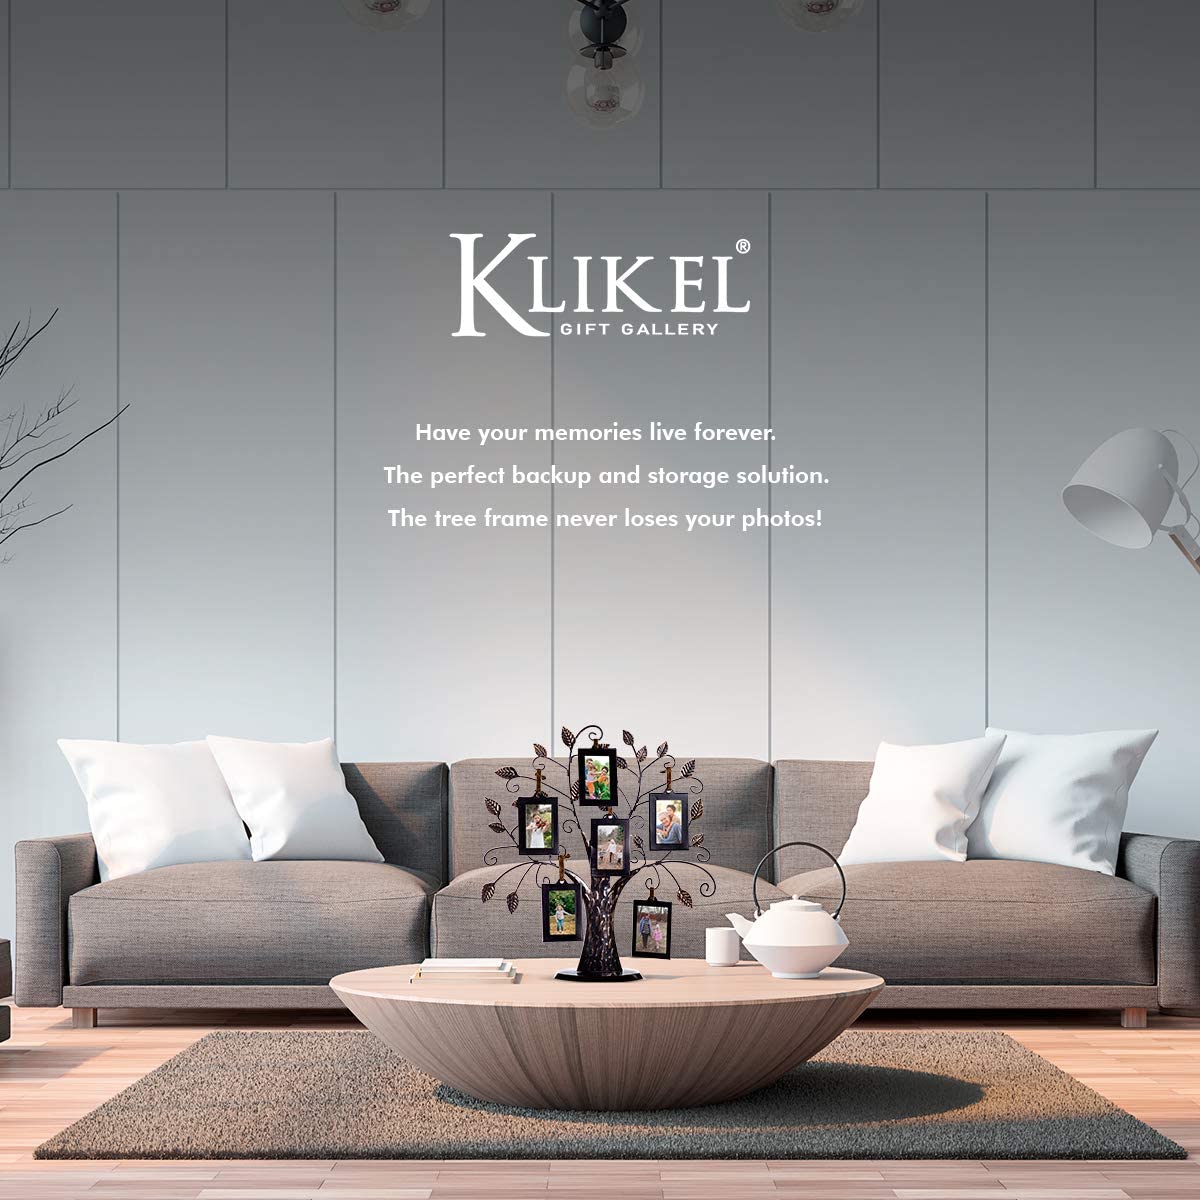 KLIKEL®
GIFT GALLERY
Have your memories live forever.
The perfect backup and storage solution.
The tree frame never loses your photos!